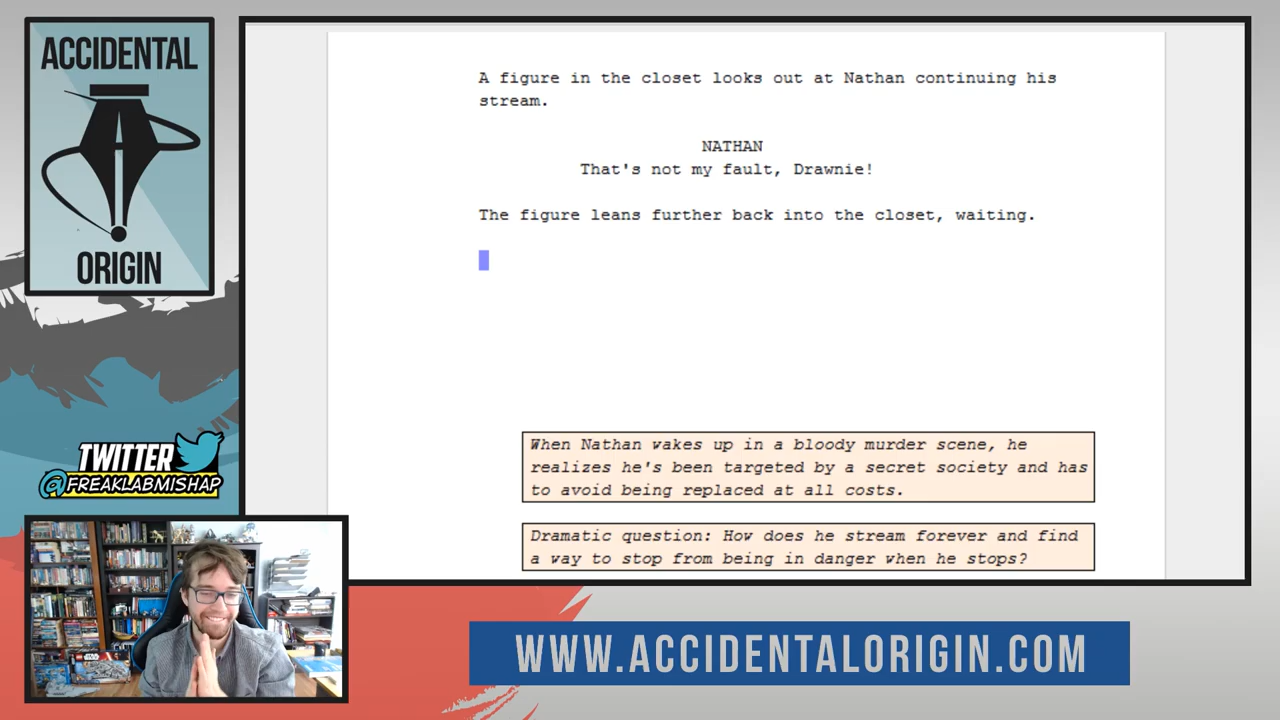 ACCIDENTAL
ORIGIN
A figure in the closet looks out at Nathan continuing his
stream.
NATHAN
That's not my fault, Drawnie!
The figure leans further back into the closet, waiting.
When Nathan wakes up in a bloody murder scene, he
realizes he's been targeted by a secret society and has
to avoid being replaced at all costs.
Dramatic question: How does he stream forever and find
a way to stop from being in danger when he stops?
TWITTER
@FREAKLABMISHAP
WWW.ACCIDENTALORIGIN.COM